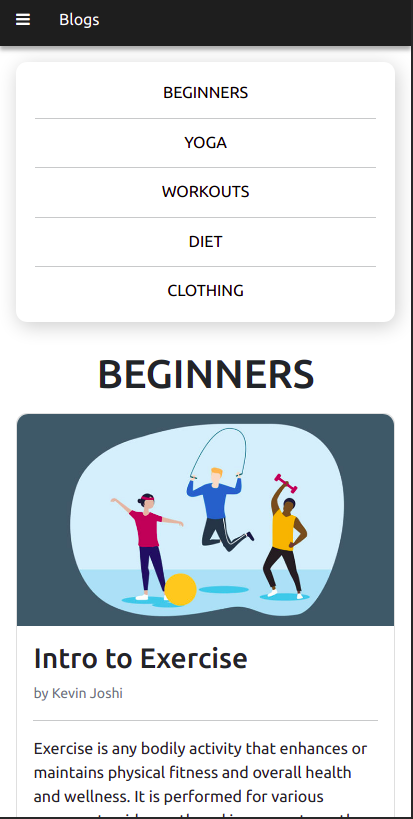 Blogs
BEGINNERS
YOGA
WORKOUTS
DIET
CLOTHING
BEGINNERS
Intro to Exercise
by Kevin Joshi
Exercise is any bodily activity that enhances or
maintains physical fitness and overall health
and wellness. It is performed for various